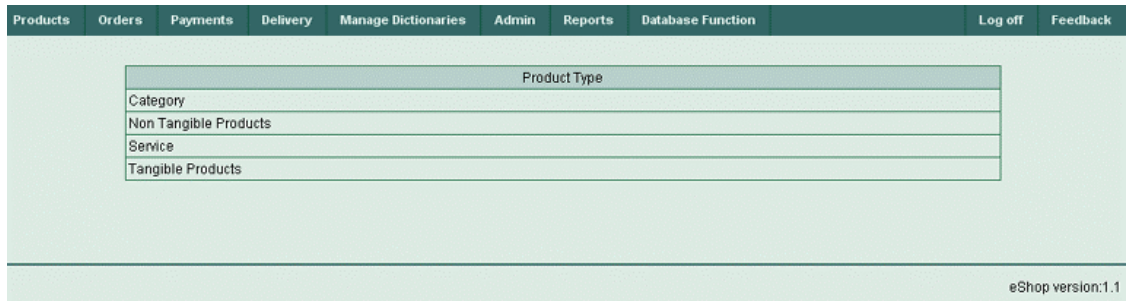 Products Orders Payments Delivery Manage Dictionaries Admin Reports Database Function Log off Feedback
Product Type
Category
Non Tangible Products
Service
Tangible Products
eShop version:1.1